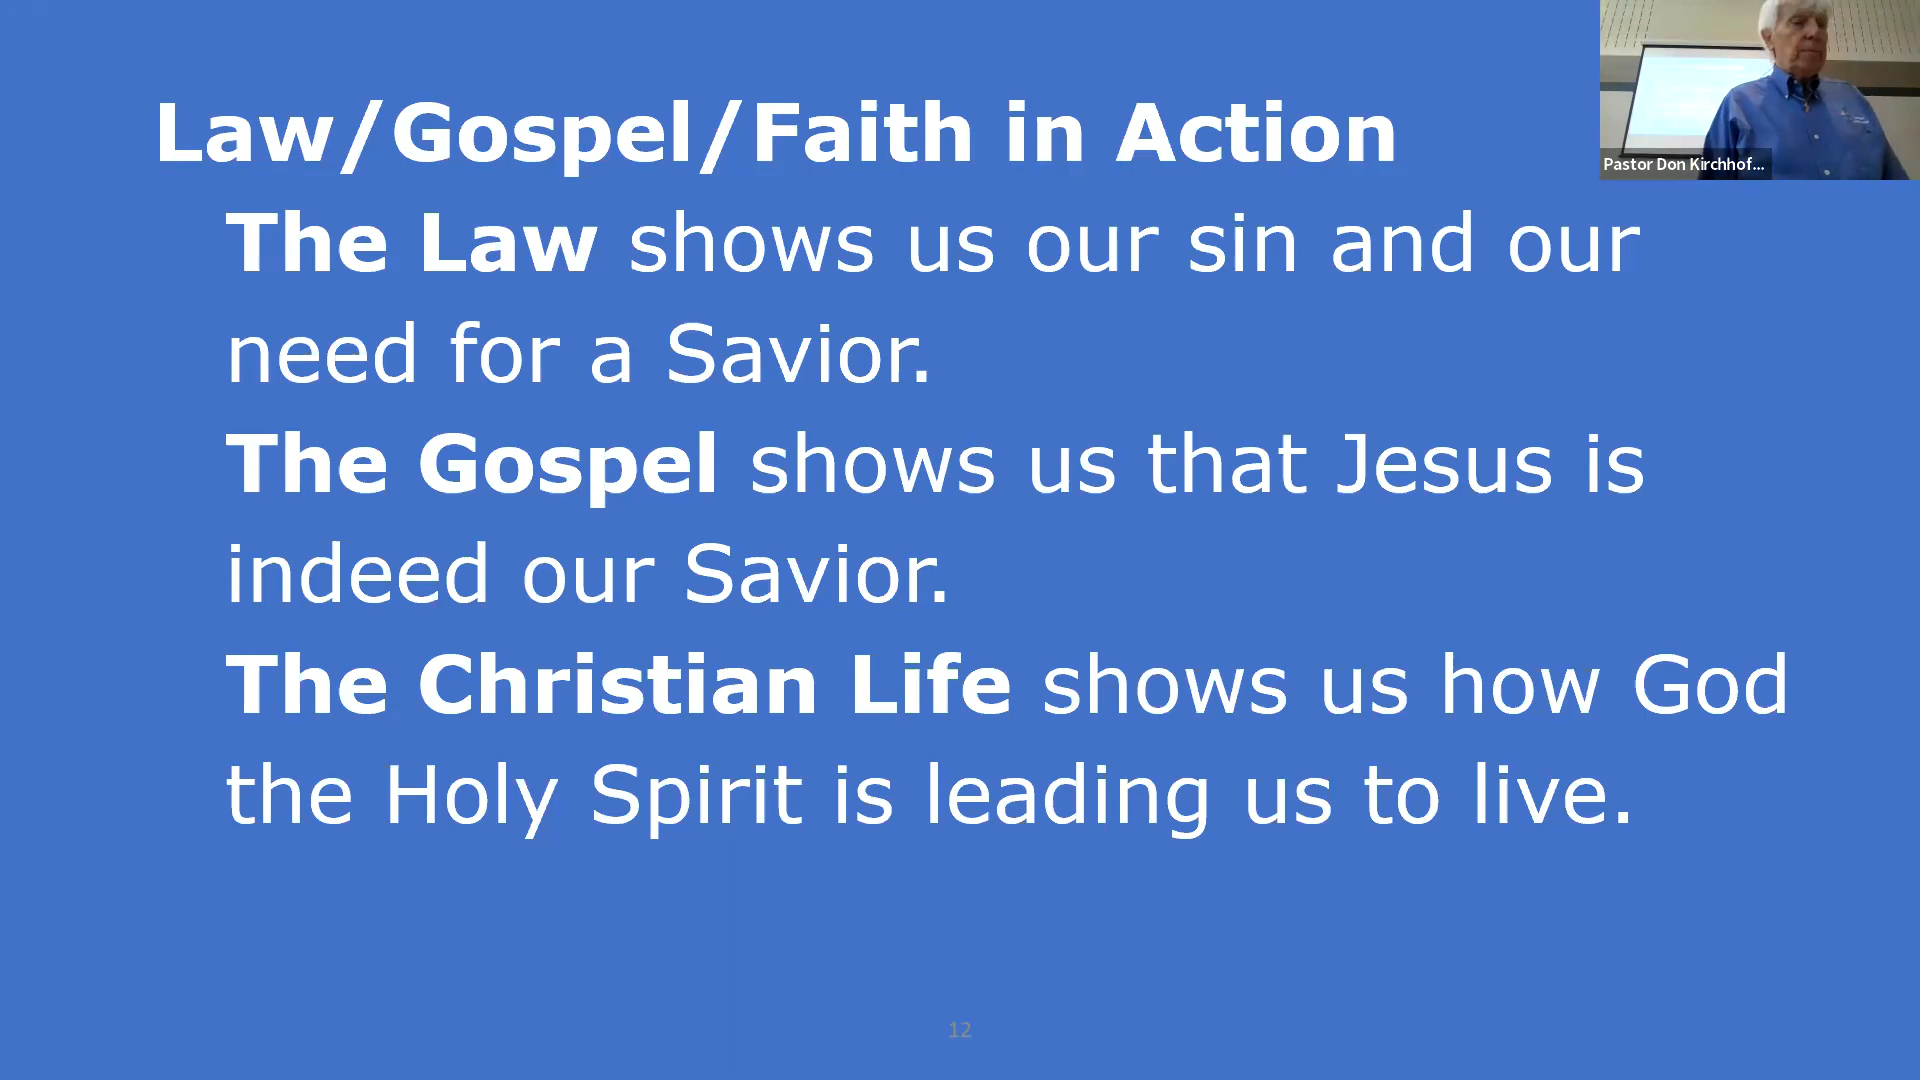 Law/Gospel/Faith in Action
The Law shows us our sin and our
need for a Savior.
The Gospel shows us that Jesus is
indeed our Savior.
The Christian Life shows us how God
the Holy Spirit is leading us to live.
Pastor Don Kirchhof...
12